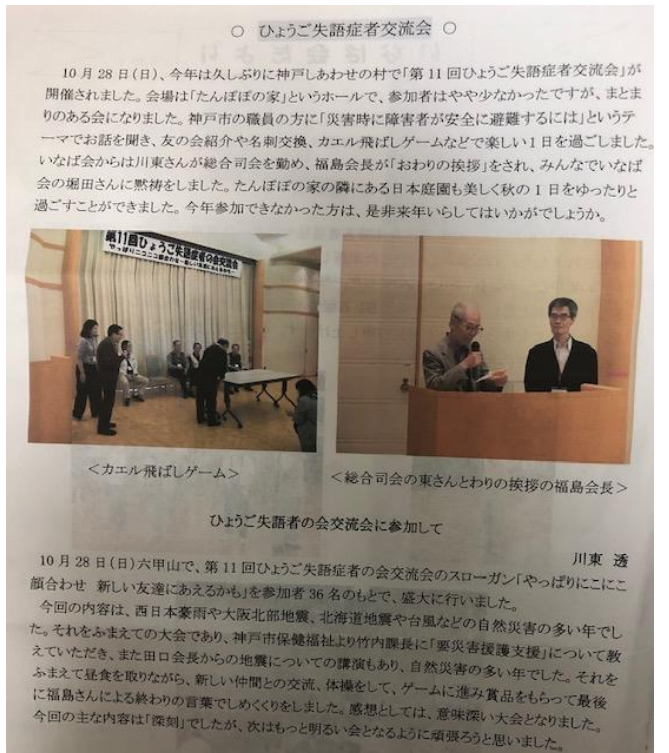 ○ ひょうご失語症者交流会 ○
10月28日(日)、今年は久しぶりに神戸しあわせの村で「第11回ひょうご失語症者交流会」が
開催されました。会場は「たんぽぽの家」というホールで、参加者はやや少なかったですが、まとま
りのある会になりました。神戸市の職員の方に「災害時に障害者が安全に避難するには」というテ
ーマでお話を聞き、友の会紹介や名刺交換、カエル飛ばしゲームなどで楽しい1日を過ごしました。
いなば会からは川東さんが総合司会を勤め、福島会長が「おわりの挨拶」をされ、みんなでいなば
会の堀田さんに黙祷をしました。たんぽぽの家の隣にある日本庭園も美しく秋の1日をゆったりと
過ごすことができました。今年参加できなかった方は、是非来年いらしてはいかがでしょうか。
第11回ひょうご失語症者の会交流会
やっぱりニコニコ顔合わせ～新しい友達にあえるかも～
＜カエル飛ばしゲーム＞
＜総合司会の東さんとわりの挨拶の福島会長＞
ひょうご失語者の会交流会に参加して
川東 透
10月28日(日)六甲山で、第11回ひょうご失語症者の会交流会のスローガン「やっぱりにこにこ
顔合わせ 新しい友達にあえるかも」を参加者36名のもとで、盛大に行いました。
今回の内容は、西日本豪雨や大阪北部地震、北海道地震や台風などの自然災害の多い年でし
た。それをふまえての大会であり、神戸市保健福祉より竹内課長に「要災害援護支援」について教
えていただき、また田口会長からの地震についての講演もあり、自然災害の多い年でした。それを
ふまえて昼食を取りながら、新しい仲間との交流、体操をして、ゲームに進み賞品をもらって最後
に福島さんによる終わりの言葉でしめくくりをしました。感想としては、意味深い大会となりました。
今回の主な内容は「深刻」でしたが、次はもっと明るい会となるように頑張ろうと思いました。